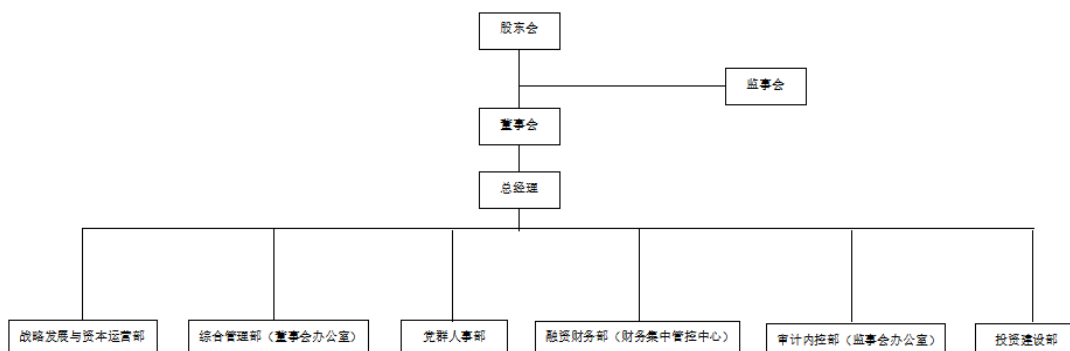 股东会
监事会
董事会
总经理
战略发展与资本运营部
综合管理部（董事会办公室）
党群人事部
融资财务部（财务集中管控中心）
审计内控部（监事会办公室）
投资建设部